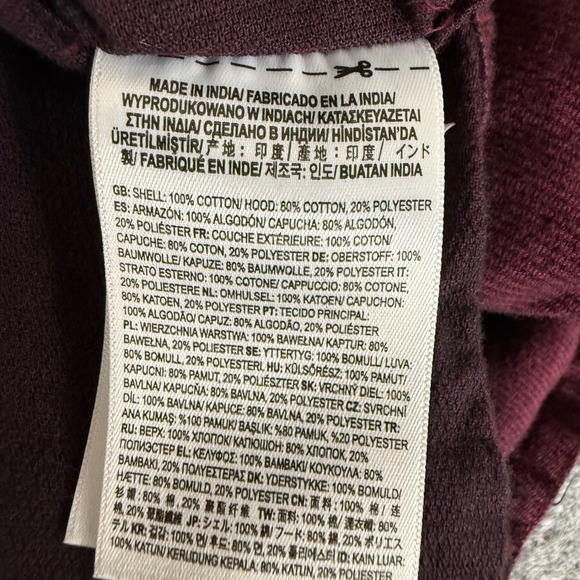 MADE IN INDIA/ FABRICADO EN LA INDIA/
WYPRODUKOWANO W INDIACH/ ΚΑΤΑΣΚΕΥΑΖΕΤΑΙ
ΣΤΗΝ ΙΝΔΙΑ/ СДЕЛАНО В ИНДИИ/ HİNDİSTAN'DA
ÜRETİLMİŞTİR/ 产地: 印度/ 產地: 印度/ インド
製/ FABRIQUÉ EN INDE/ 제조국: 인도/ BUATAN INDIA
GB: SHELL: 100% COTTON/ HOOD: 80% COTTON, 20% POLYESTER
ES: ARMAZÓN: 100% ALGODÓN/ CAPUCHA: 80% ALGODÓN,
20% POLIÉSTER FR: COUCHE EXTÉRIEURE: 100% COTON/
CAPUCHE: 80% COTON, 20% POLYESTER DE: OBERSTOFF: 100%
BAUMWOLLE/ KAPUZE: 80% BAUMWOLLE, 20% POLYESTER IT:
STRATO ESTERNO: 100% COTONE/ CAPPUCCIO: 80% COTONE,
20% POLIESTERE NL: OMHULSEL: 100% KATOEN/ CAPUCHON:
80% KATOEN, 20% POLYESTER PT: TECIDO PRINCIPAL:
100% ALGODÃO/ CAPUZ: 80% ALGODÃO, 20% POLIÉSTER
PL: WIERZCHNIA WARSTWA: 100% BAWEŁNA/ KAPTUR: 80%
BAWEŁNA, 20% POLIESTER SE: YTTERTYG: 100% BOMULL/ LUVA:
80% BOMULL, 20% POLYESTER. HU: KÜLSŐRÉSZ: 100% PAMUT/
KAPUCNI: 80% PAMUT, 20% POLIÉSZTER SK: VRCHNÝ DIEL: 100%
BAVLNA/ KAPUCŇA: 80% BAVLNA, 20% POLYESTER CZ: SVRCHNÍ
DÍL: 100% BAVLNA/ KAPUCE: 80% BAVLNA, 20% POLYESTER TR:
ANA KUMAŞ: %100 PAMUK/ BAŞLIK: %80 PAMUK, %20 POLYESTER
RU: ВЕРХ: 100% ХЛОПОК/ КАПЮШОН: 80% ХЛОПОК, 20%
ПОЛИЭСТЕР EL: ΚΕΛΥΦΟΣ: 100% ΒΑΜΒΑΚΙ/ ΚΟΥΚΟΥΛΑ: 80%
ΒΑΜΒΑΚΙ, 20% ΠΟΛΥΕΣΤΕΡΑΣ DK: YDERSTYKKE: 100% BOMULD/
HÆTTE: 80% BOMULD, 20% POLYESTER CN: 面料: 100% 棉/ 连
衫帽: 80% 棉, 20% 聚酯纤维 TW: 面料: 100% 棉/ 連衣帽: 80%
棉, 20% 聚酯纖維 JP: シェル: 100% 綿/ フード: 80% 綿, 20% ポリエス
テル KR: 겉감: 100% 면/ 후드: 80% 면, 20% 폴리에스터 ID: KAIN LUAR:
100% KATUN/ KERUDUNG KEPALA: 80% KATUN, 20%